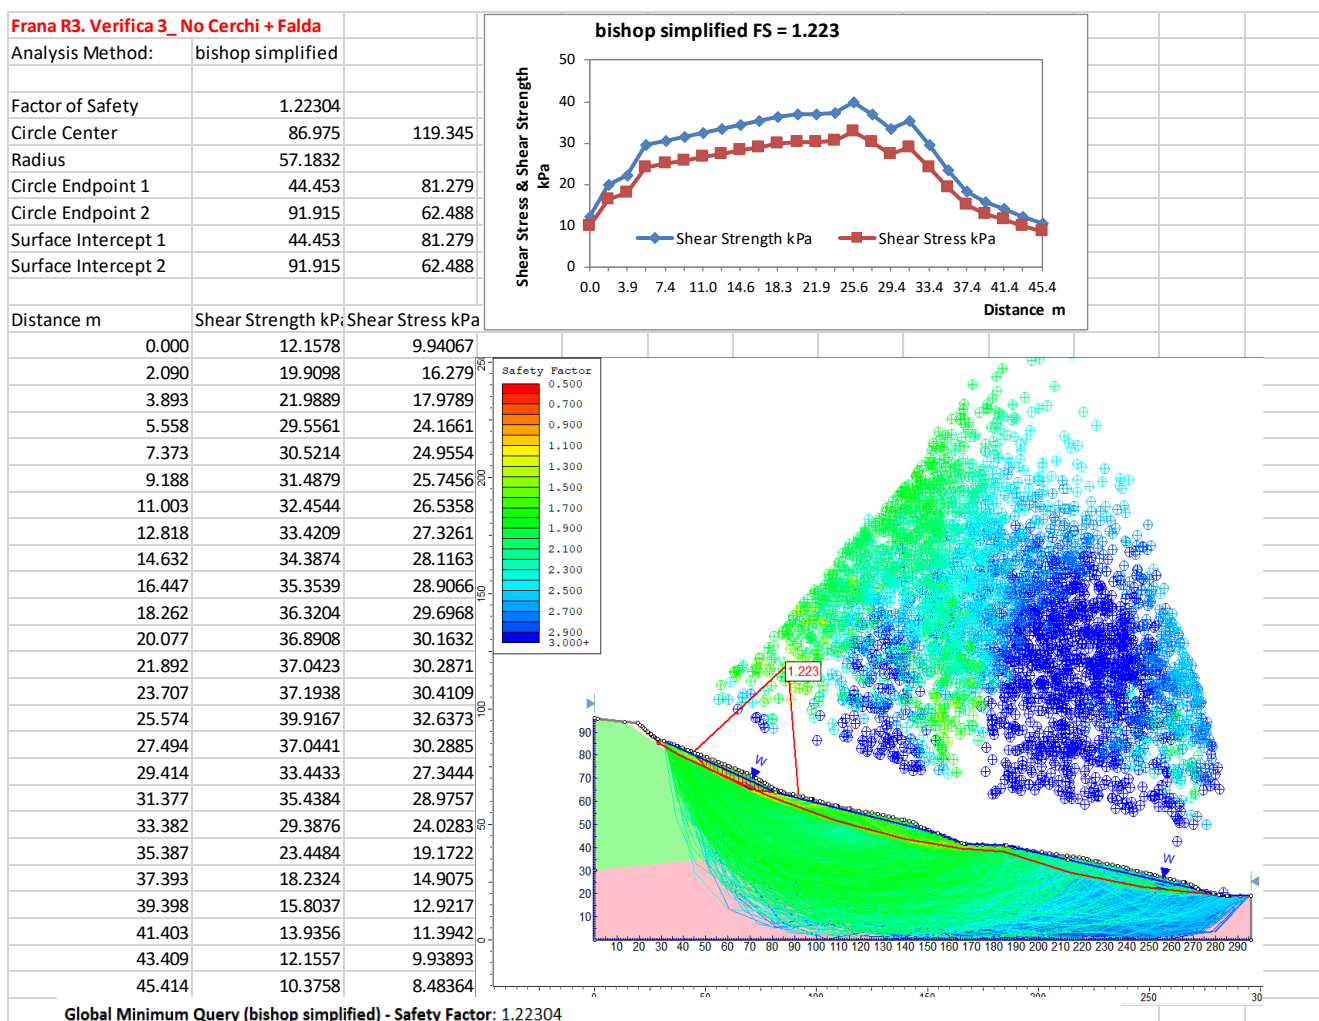 Frana R3. Verifica 3_ No Cerchi + Falda
Analysis Method: bishop simplified
Factor of Safety 1.22304
Circle Center 86.975 119.345
Radius 57.1832
Circle Endpoint 1 44.453 81.279
Circle Endpoint 2 91.915 62.488
Surface Intercept 1 44.453 81.279
Surface Intercept 2 91.915 62.488
bishop simplified FS = 1.223
Shear Stress & Shear Strength
kPa
50
40
30
20
10
0
Shear Strength kPa Shear Stress kPa
0.0 3.9 7.4 11.0 14.6 18.3 21.9 25.6 29.4 33.4 37.4 41.4 45.4
Distance m
Distance m Shear Strength kPa Shear Stress kPa
0.000 12.1578 9.94067
2.090 19.9098 16.279
3.893 21.9889 17.9789
5.558 29.5561 24.1661
7.373 30.5214 24.9554
9.188 31.4879 25.7456
11.003 32.4544 26.5358
12.818 33.4209 27.3261
14.632 34.3874 28.1163
16.447 35.3539 28.9066
18.262 36.3204 29.6968
20.077 36.8908 30.1632
21.892 37.0423 30.2871
23.707 37.1938 30.4109
25.574 39.9167 32.6373
27.494 37.0441 30.2885
29.414 33.4433 27.3444
31.377 35.4384 28.9757
33.382 29.3876 24.0283
35.387 23.4484 19.1722
37.393 18.2324 14.9075
39.398 15.8037 12.9217
41.403 13.9356 11.3942
43.409 12.1557 9.93893
45.414 10.3758 8.48364
Safety Factor
0.500
0.700
0.900
1.100
1.300
1.500
1.700
1.900
2.100
2.300
2.500
2.700
2.900
3.000+
200
150
100
50
0
1.223
W
W
90
80
70
60
50
40
30
20
10
10 20 30 40 50 60 70 80 90 100 110 120 130 140 150 160 170 180 190 200 210 220 230 240 250 260 270 280 290
0 50 100 150 200 250 30
Global Minimum Query (bishop simplified) - Safety Factor: 1.22304